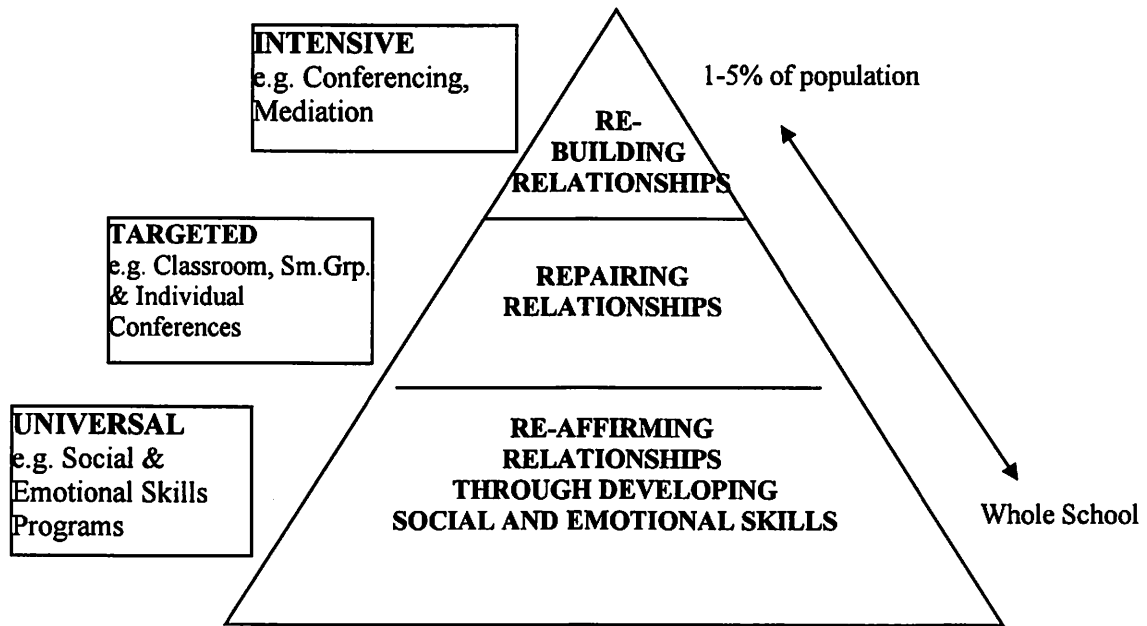 INTENSIVE
e.g. Conferencing,
Mediation
1-5% of population
RE-
BUILDING
RELATIONSHIPS
TARGETED
e.g. Classroom, Sm.Grp.
& Individual
Conferences
REPAIRING
RELATIONSHIPS
UNIVERSAL
e.g. Social &
Emotional Skills
Programs
RE-AFFIRMING
RELATIONSHIPS
THROUGH DEVELOPING
SOCIAL AND EMOTIONAL SKILLS
Whole School